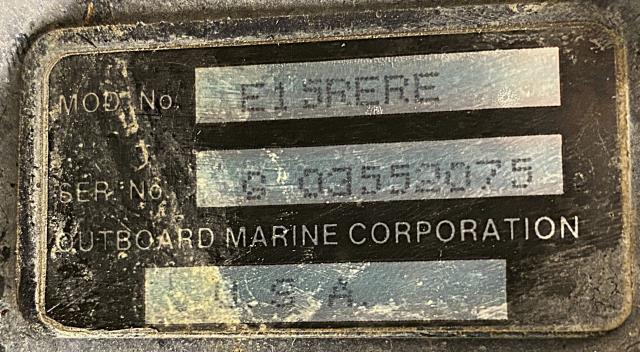 MOD. No. E15RERE
SER. No. G 03552075
OUTBOARD MARINE CORPORATION
U. S. A.